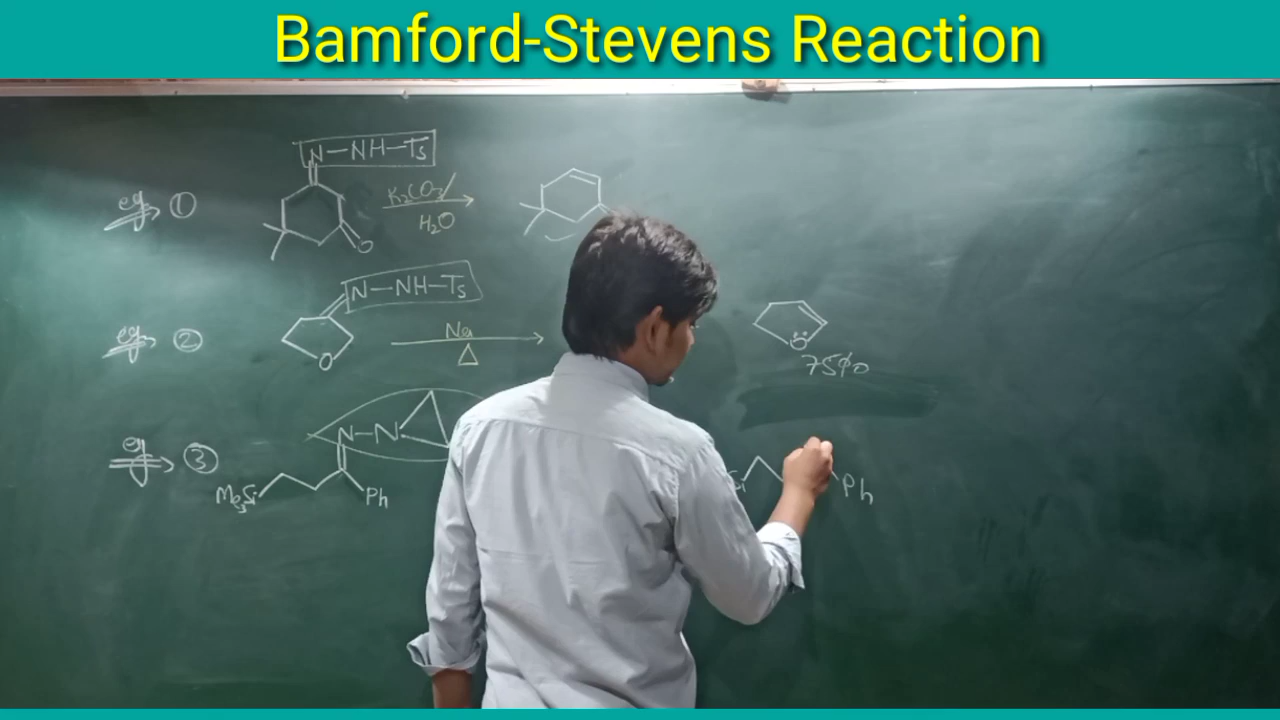 Bamford-Stevens Reaction
N-NH-Ts
eg ①
K2CO3/
H2O
O
N-NH-Ts
eg ②
Na
Δ
O
O
75%
eg ③
N-N
Me3Si
Ph
Si
Ph